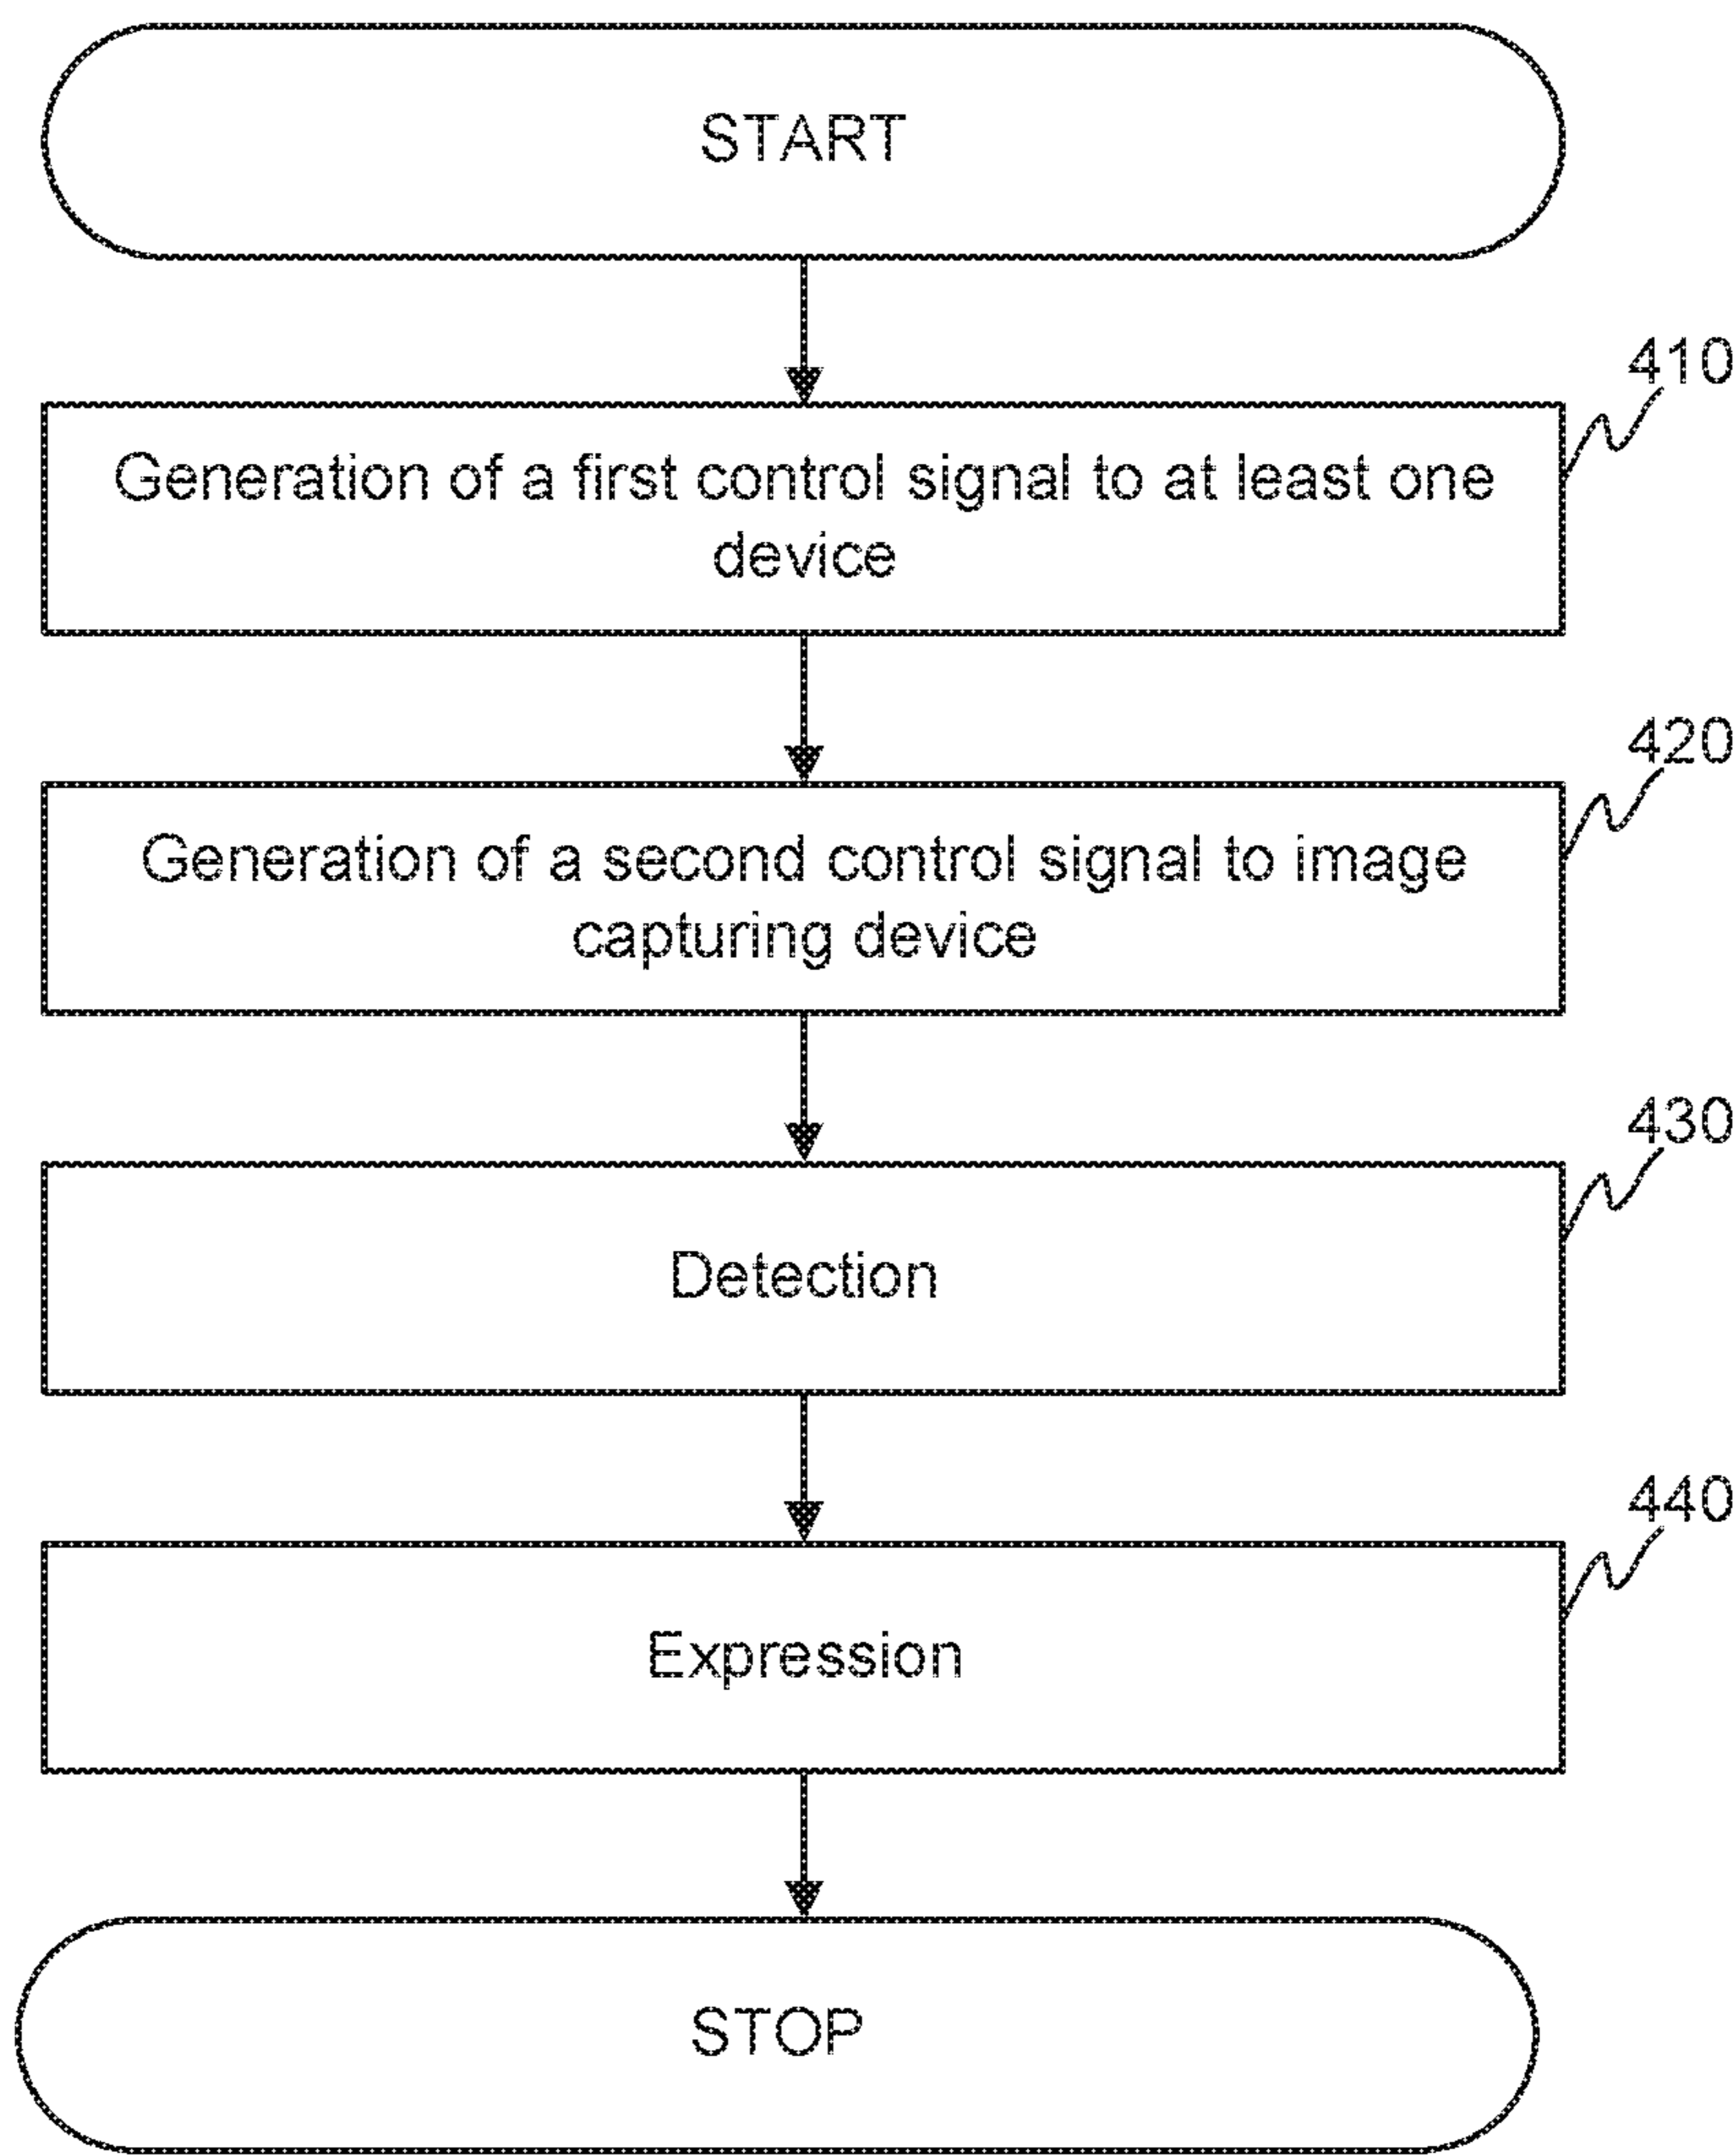 START
410
Generation of a first control signal to at least one
device
420
Generation of a second control signal to image
capturing device
430
Detection
440
Expression
STOP